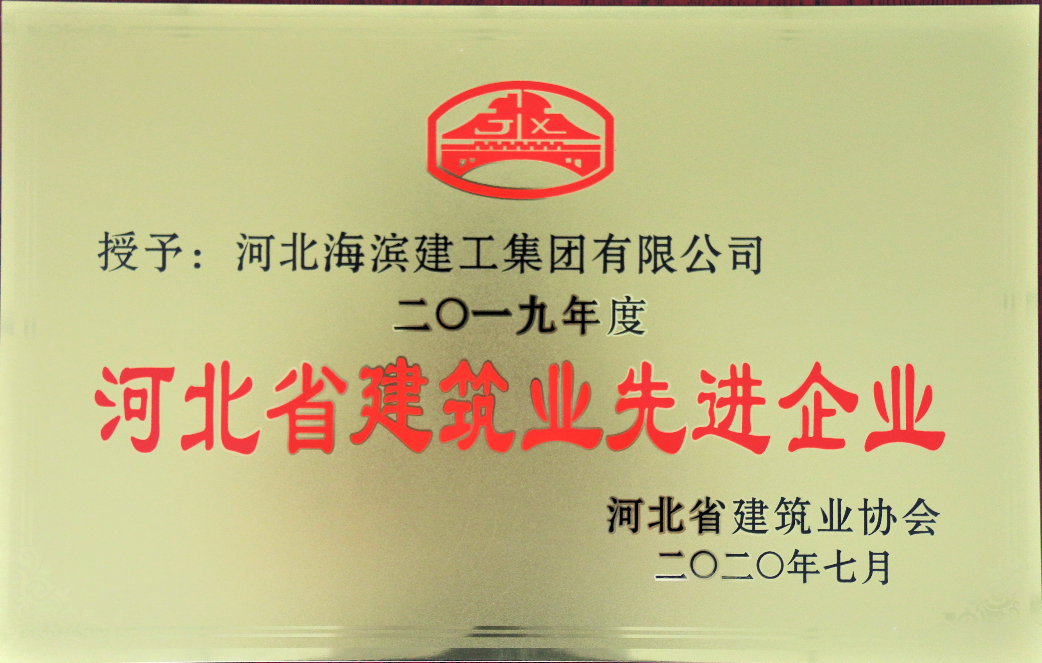 JX
授予：河北海滨建工集团有限公司
二〇一九年度
河北省建筑业先进企业
河北省建筑业协会
二〇二〇年七月